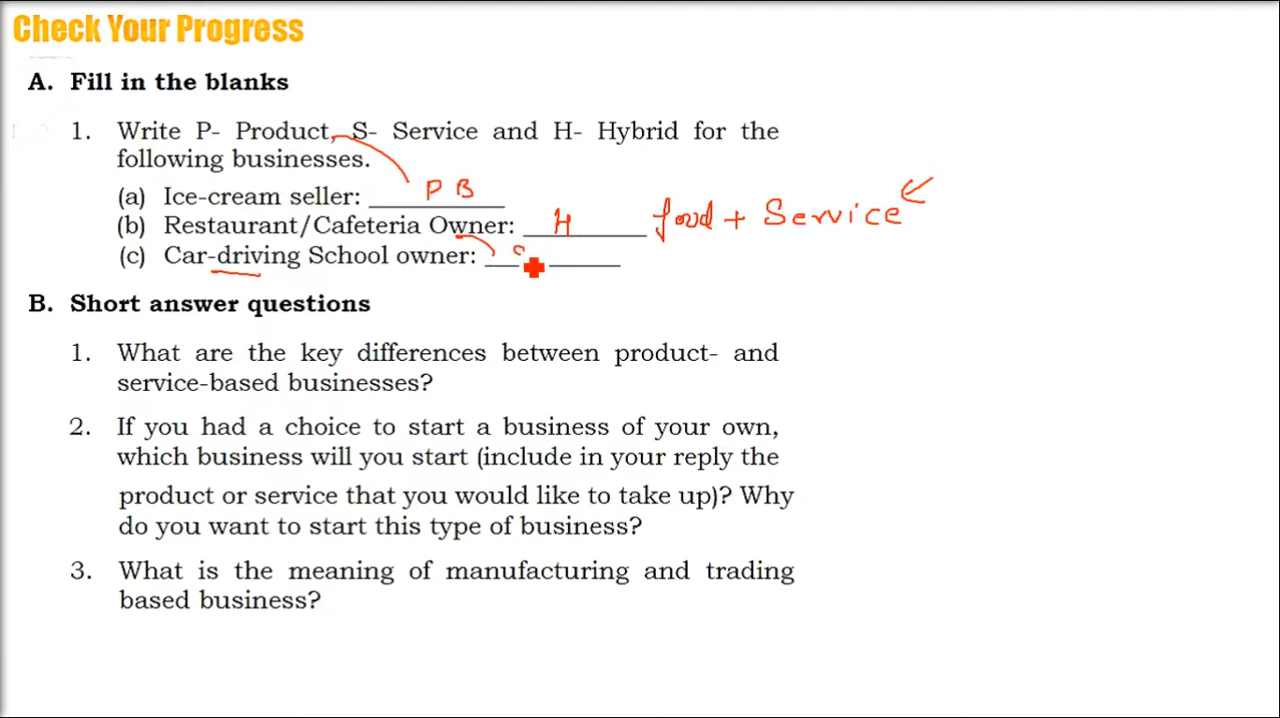 Check Your Progress
A. Fill in the blanks
1. Write P- Product, S- Service and H- Hybrid for the
following businesses.
(a) Ice-cream seller: P B
(b) Restaurant/Cafeteria Owner: H food + Service
(c) Car-driving School owner: S
B. Short answer questions
1. What are the key differences between product- and
service-based businesses?
2. If you had a choice to start a business of your own,
which business will you start (include in your reply the
product or service that you would like to take up)? Why
do you want to start this type of business?
3. What is the meaning of manufacturing and trading
based business?